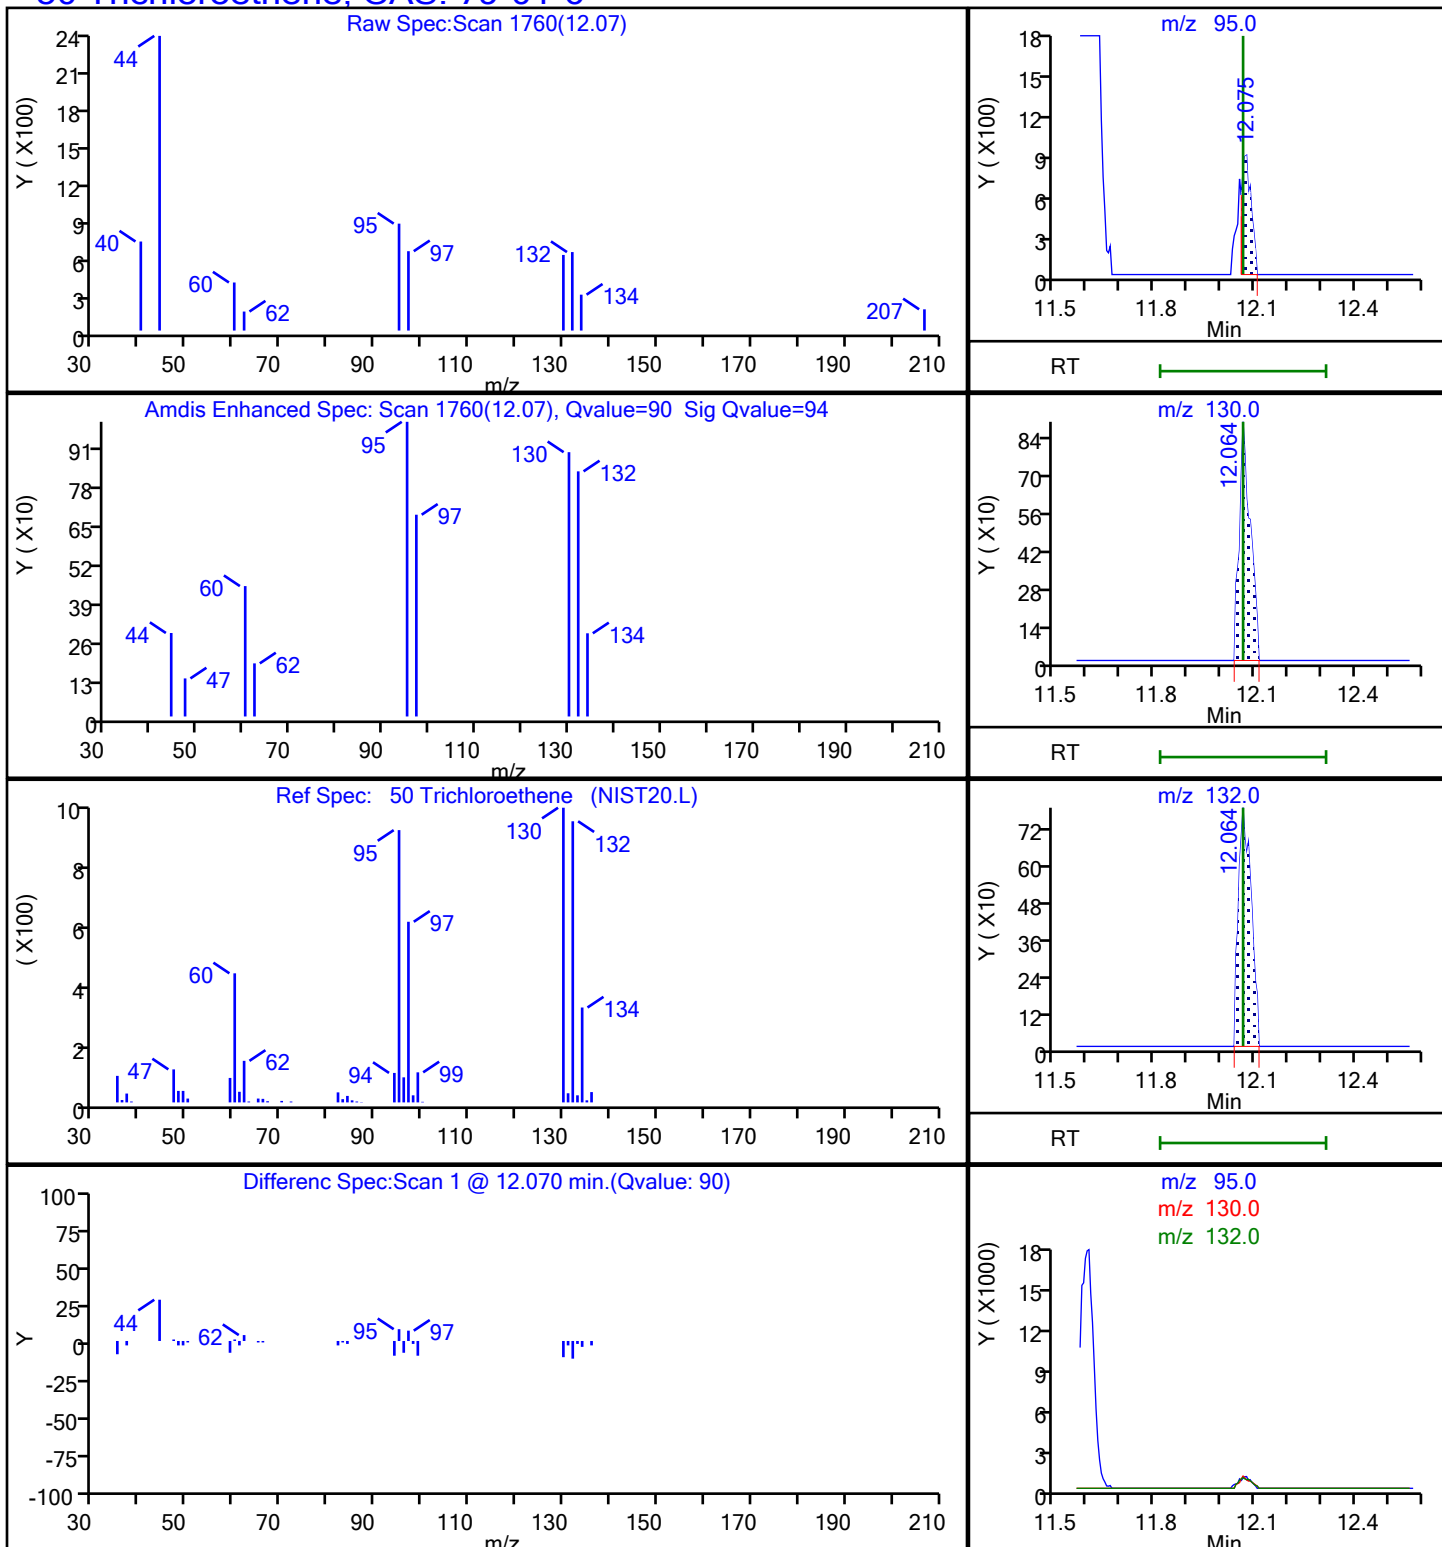 Raw Spec:Scan 1760(12.07)
Y ( X100)
24
21
18
15
12
9
6
3
0
44
40
60
62
95
97
132
134
207
30 50 70 90 110 130 150 170 190 210
m/z
m/z 95.0
Y ( X100)
18
15
12
9
6
3
0
12.075
11.5 11.8 12.1 12.4
Min
RT
Amdis Enhanced Spec: Scan 1760(12.07), Qvalue=90 Sig Qvalue=94
Y ( X10)
91
78
65
52
39
26
13
0
44
47
60
62
95
97
130
132
134
30 50 70 90 110 130 150 170 190 210
m/z
m/z 130.0
Y ( X10)
84
70
56
42
28
14
0
12.064
11.5 11.8 12.1 12.4
Min
RT
Ref Spec: 50 Trichloroethene (NIST20.L)
( X100)
10
8
6
4
2
0
47
60
62
94
95
97
99
130
132
134
30 50 70 90 110 130 150 170 190 210
m/z 132.0
Y ( X10)
72
60
48
36
24
12
0
12.064
11.5 11.8 12.1 12.4
Min
RT
Differenc Spec:Scan 1 @ 12.070 min.(Qvalue: 90)
Y
100
75
50
25
0
-25
-50
-75
-100
44
62
95
97
30 50 70 90 110 130 150 170 190 210
m/z
m/z 95.0
m/z 130.0
m/z 132.0
Y ( X1000)
18
15
12
9
6
3
0
11.5 11.8 12.1 12.4
Min